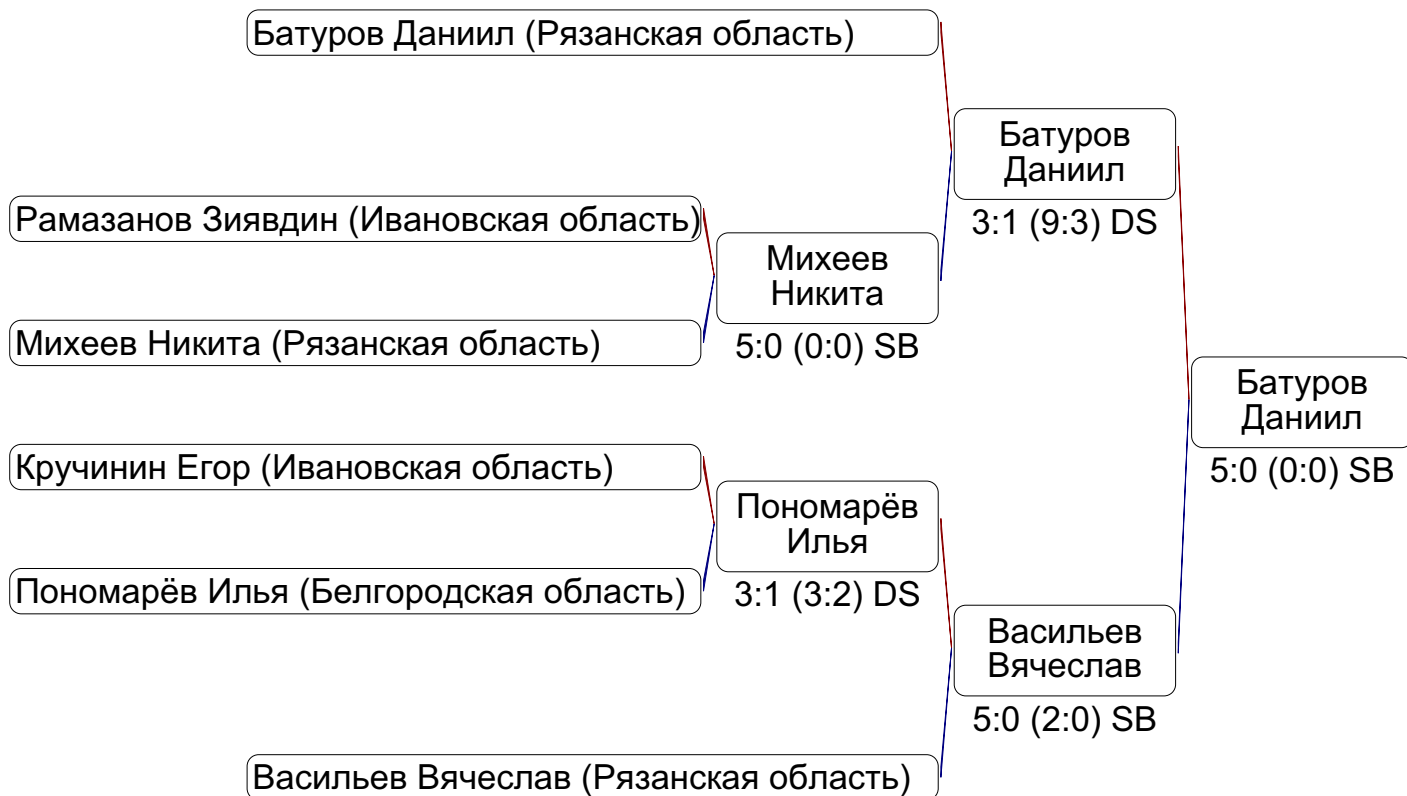 Батуров Даниил (Рязанская область)
Батуров
Даниил
3:1 (9:3) DS
Рамазанов Зиявдин (Ивановская область)
Михеев
Никита
5:0 (0:0) SB
Михеев Никита (Рязанская область)
Батуров
Даниил
5:0 (0:0) SB
Кручинин Егор (Ивановская область)
Пономарёв
Илья
3:1 (3:2) DS
Пономарёв Илья (Белгородская область)
Васильев
Вячеслав
5:0 (2:0) SB
Васильев Вячеслав (Рязанская область)